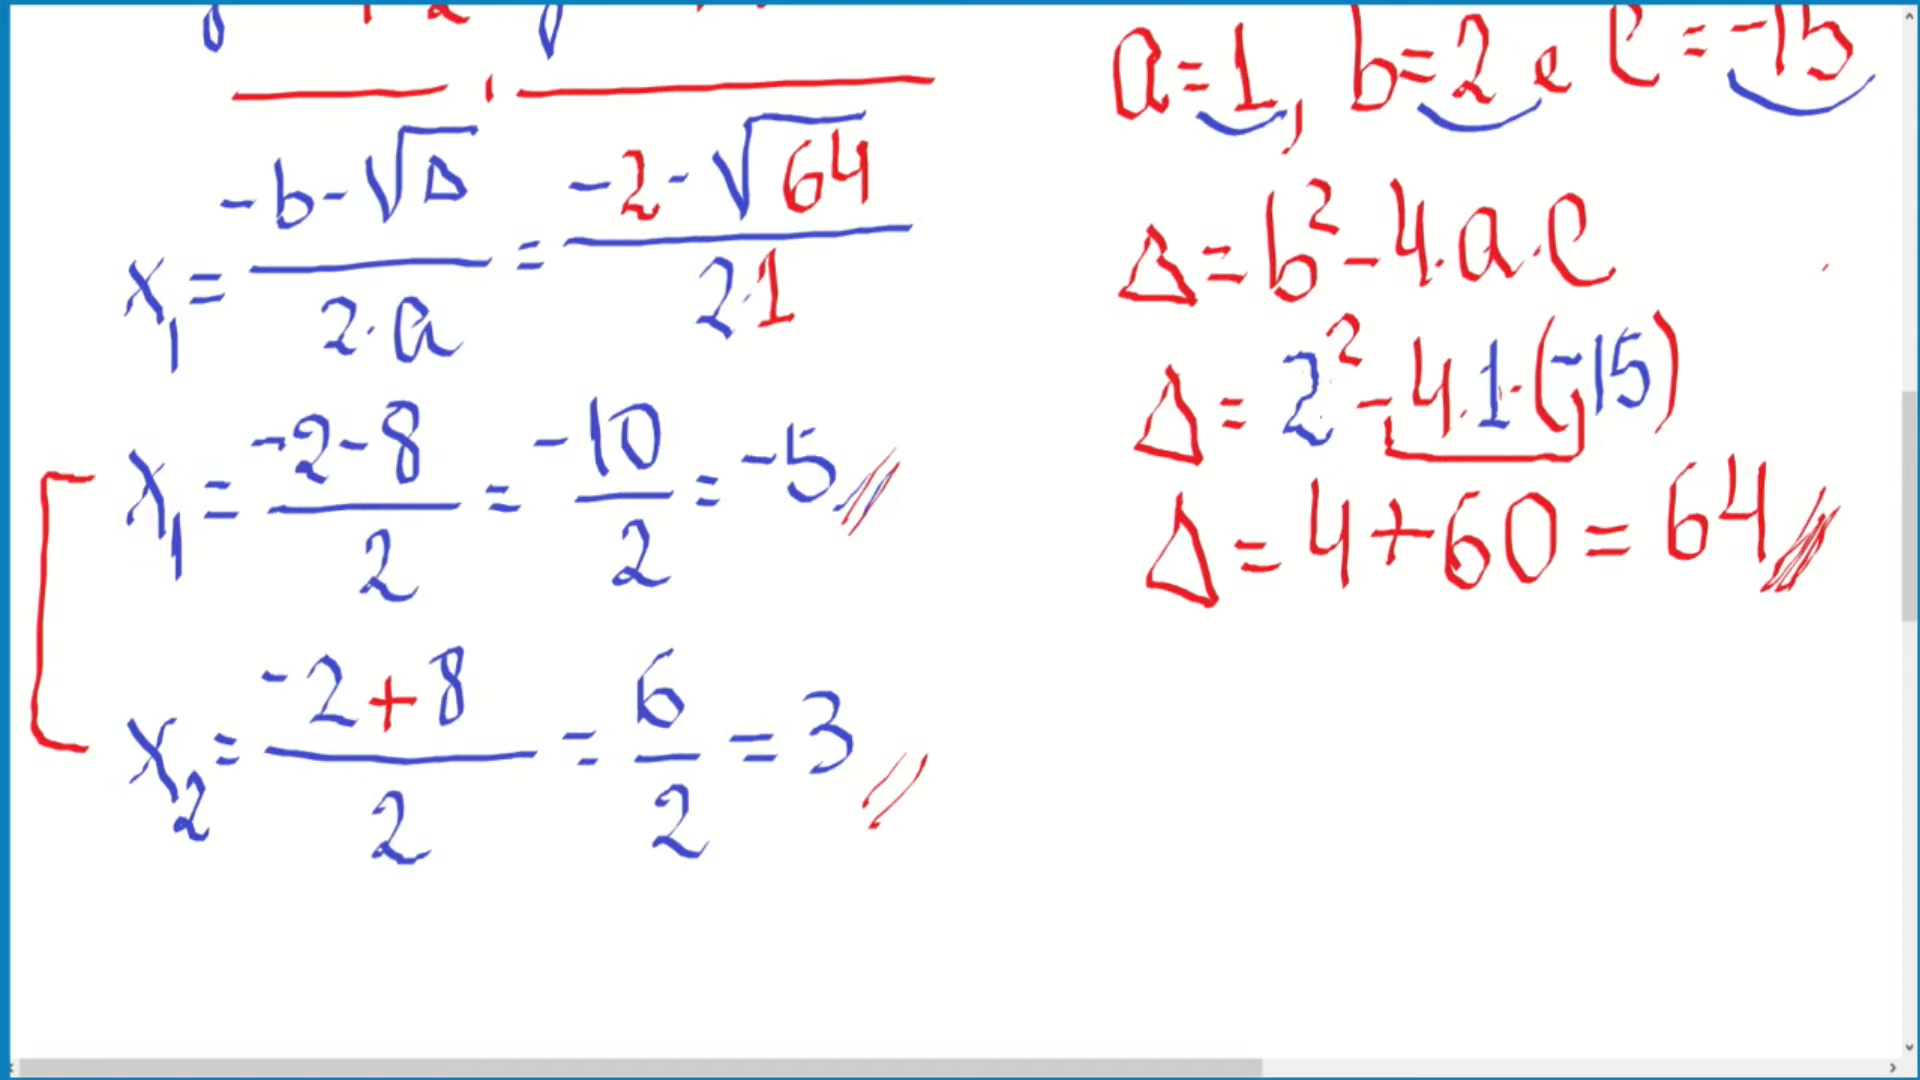 a = 1, b = 2 e c = -15
x₁ = (-b - √Δ)/(2·a) = (-2 - √64)/(2·1)
Δ = b² - 4·a·c
Δ = 2² - 4·1·(-15)
x₁ = (-2 - 8)/2 = -10/2 = -5
Δ = 4 + 60 = 64
x₂ = (-2 + 8)/2 = 6/2 = 3